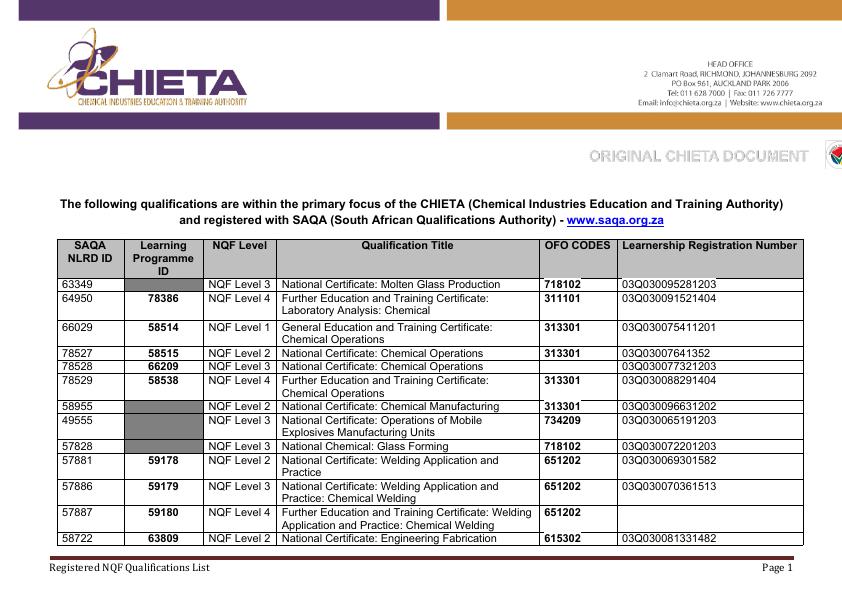 CHIETA
CHEMICAL INDUSTRIES EDUCATION & TRAINING AUTHORITY
HEAD OFFICE
2 Clamart Road, RICHMOND, JOHANNESBURG 2092
PO Box 961, AUCKLAND PARK 2006
Tel: 011 628 7000 | Fax: 011 726 7777
Email: info@chieta.org.za | Website: www.chieta.org.za
ORIGINAL CHIETA DOCUMENT
The following qualifications are within the primary focus of the CHIETA (Chemical Industries Education and Training Authority)
and registered with SAQA (South African Qualifications Authority) - www.saqa.org.za
SAQA NLRD ID | Learning Programme ID | NQF Level | Qualification Title | OFO CODES | Learnership Registration Number
63349 NQF Level 3 National Certificate: Molten Glass Production 718102 03Q030095281203
64950 78386 NQF Level 4 Further Education and Training Certificate: 311101 03Q030091521404
Laboratory Analysis: Chemical
66029 58514 NQF Level 1 General Education and Training Certificate: 313301 03Q030075411201
Chemical Operations
78527 58515 NQF Level 2 National Certificate: Chemical Operations 313301 03Q03007641352
78528 66209 NQF Level 3 National Certificate: Chemical Operations 03Q030077321203
78529 58538 NQF Level 4 Further Education and Training Certificate: 313301 03Q030088291404
Chemical Operations
58955 NQF Level 2 National Certificate: Chemical Manufacturing 313301 03Q030096631202
49555 NQF Level 3 National Certificate: Operations of Mobile 734209 03Q030065191203
Explosives Manufacturing Units
57828 NQF Level 3 National Chemical: Glass Forming 718102 03Q030072201203
57881 59178 NQF Level 2 National Certificate: Welding Application and 651202 03Q030069301582
Practice
57886 59179 NQF Level 3 National Certificate: Welding Application and 651202 03Q030070361513
Practice: Chemical Welding
57887 59180 NQF Level 4 Further Education and Training Certificate: Welding 651202
Application and Practice: Chemical Welding
58722 63809 NQF Level 2 National Certificate: Engineering Fabrication 615302 03Q030081331482
Registered NQF Qualifications List Page 1